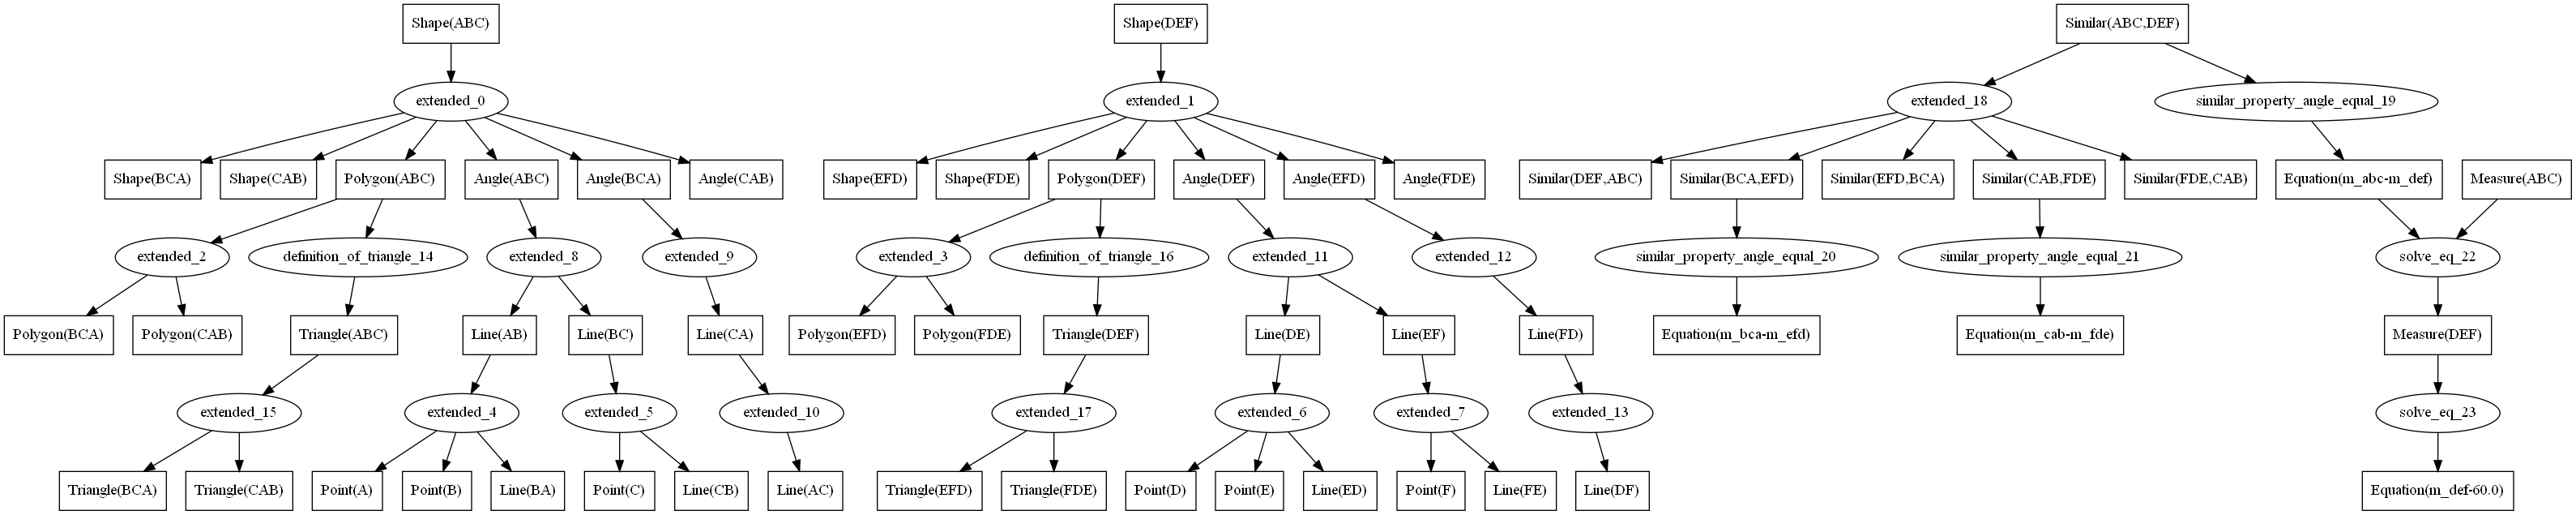 Shape(ABC)
Shape(DEF)
Similar(ABC,DEF)
extended_0
extended_1
extended_18
similar_property_angle_equal_19
Shape(BCA)
Shape(CAB)
Polygon(ABC)
Angle(ABC)
Angle(BCA)
Angle(CAB)
Shape(EFD)
Shape(FDE)
Polygon(DEF)
Angle(DEF)
Angle(EFD)
Angle(FDE)
Similar(DEF,ABC)
Similar(BCA,EFD)
Similar(EFD,BCA)
Similar(CAB,FDE)
Similar(FDE,CAB)
Equation(m_abc-m_def)
Measure(ABC)
extended_2
definition_of_triangle_14
extended_8
extended_9
extended_3
definition_of_triangle_16
extended_11
extended_12
similar_property_angle_equal_20
similar_property_angle_equal_21
solve_eq_22
Polygon(BCA)
Polygon(CAB)
Triangle(ABC)
Line(AB)
Line(BC)
Line(CA)
Polygon(EFD)
Polygon(FDE)
Triangle(DEF)
Line(DE)
Line(EF)
Line(FD)
Equation(m_bca-m_efd)
Equation(m_cab-m_fde)
Measure(DEF)
extended_15
extended_4
extended_5
extended_10
extended_17
extended_6
extended_7
extended_13
solve_eq_23
Triangle(BCA)
Triangle(CAB)
Point(A)
Point(B)
Line(BA)
Point(C)
Line(CB)
Line(AC)
Triangle(EFD)
Triangle(FDE)
Point(D)
Point(E)
Line(ED)
Point(F)
Line(FE)
Line(DF)
Equation(m_def-60.0)